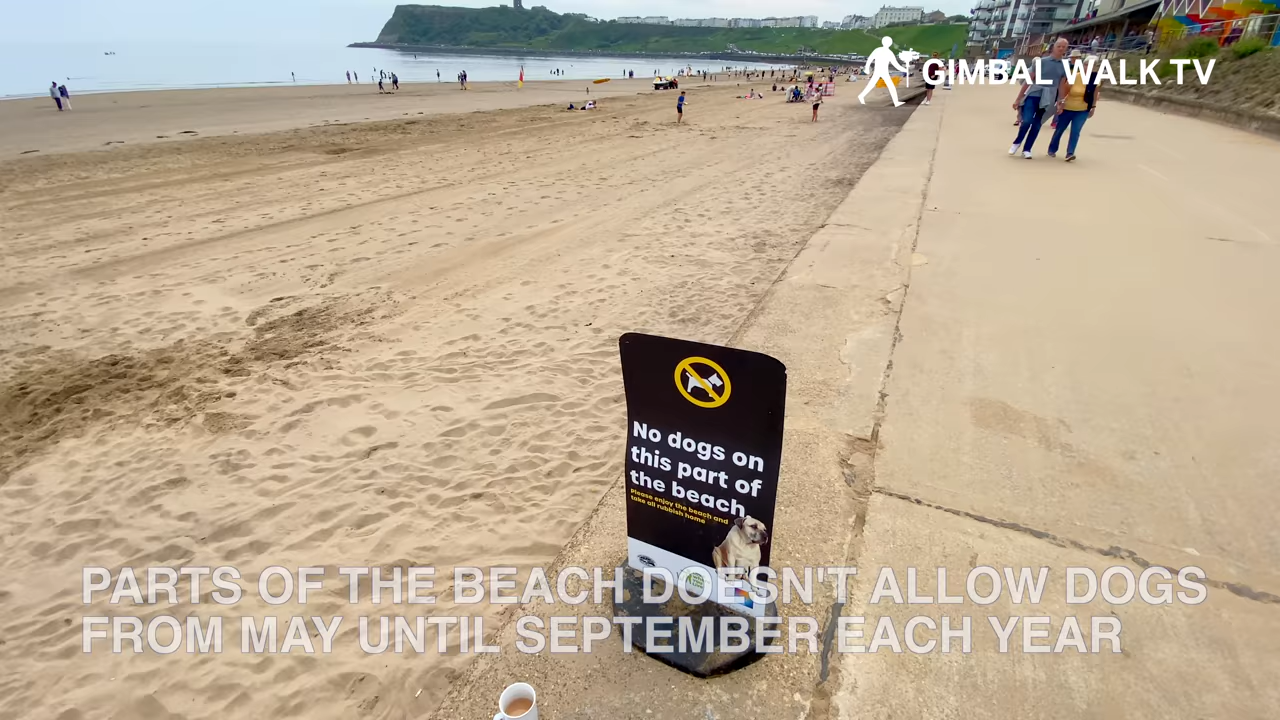 GIMBAL WALK TV
No dogs on
this part of
the beach
Please enjoy the beach and
take all rubbish home
PARTS OF THE BEACH DOESN'T ALLOW DOGS
FROM MAY UNTIL SEPTEMBER EACH YEAR